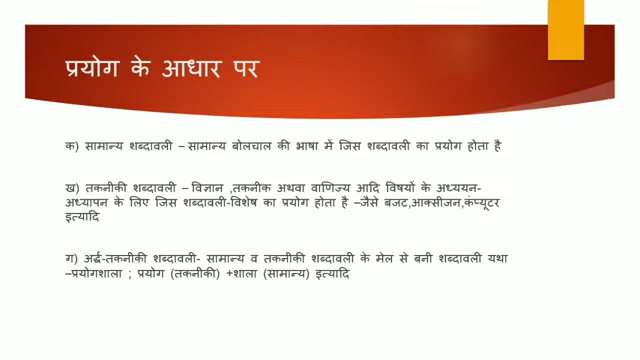 प्रयोग के आधार पर
क) सामान्य शब्दावली – सामान्य बोलचाल की भाषा में जिस शब्दावली का प्रयोग होता है
ख) तकनीकी शब्दावली – विज्ञान ,तकनीक अथवा वाणिज्य आदि विषयों के अध्ययन-
अध्यापन के लिए जिस शब्दावली-विशेष का प्रयोग होता है –जैसे बजट,आक्सीजन,कंप्यूटर
इत्यादि
ग) अर्द्ध-तकनीकी शब्दावली- सामान्य व तकनीकी शब्दावली के मेल से बनी शब्दावली यथा
–प्रयोगशाला ; प्रयोग (तकनीकी) +शाला (सामान्य) इत्यादि